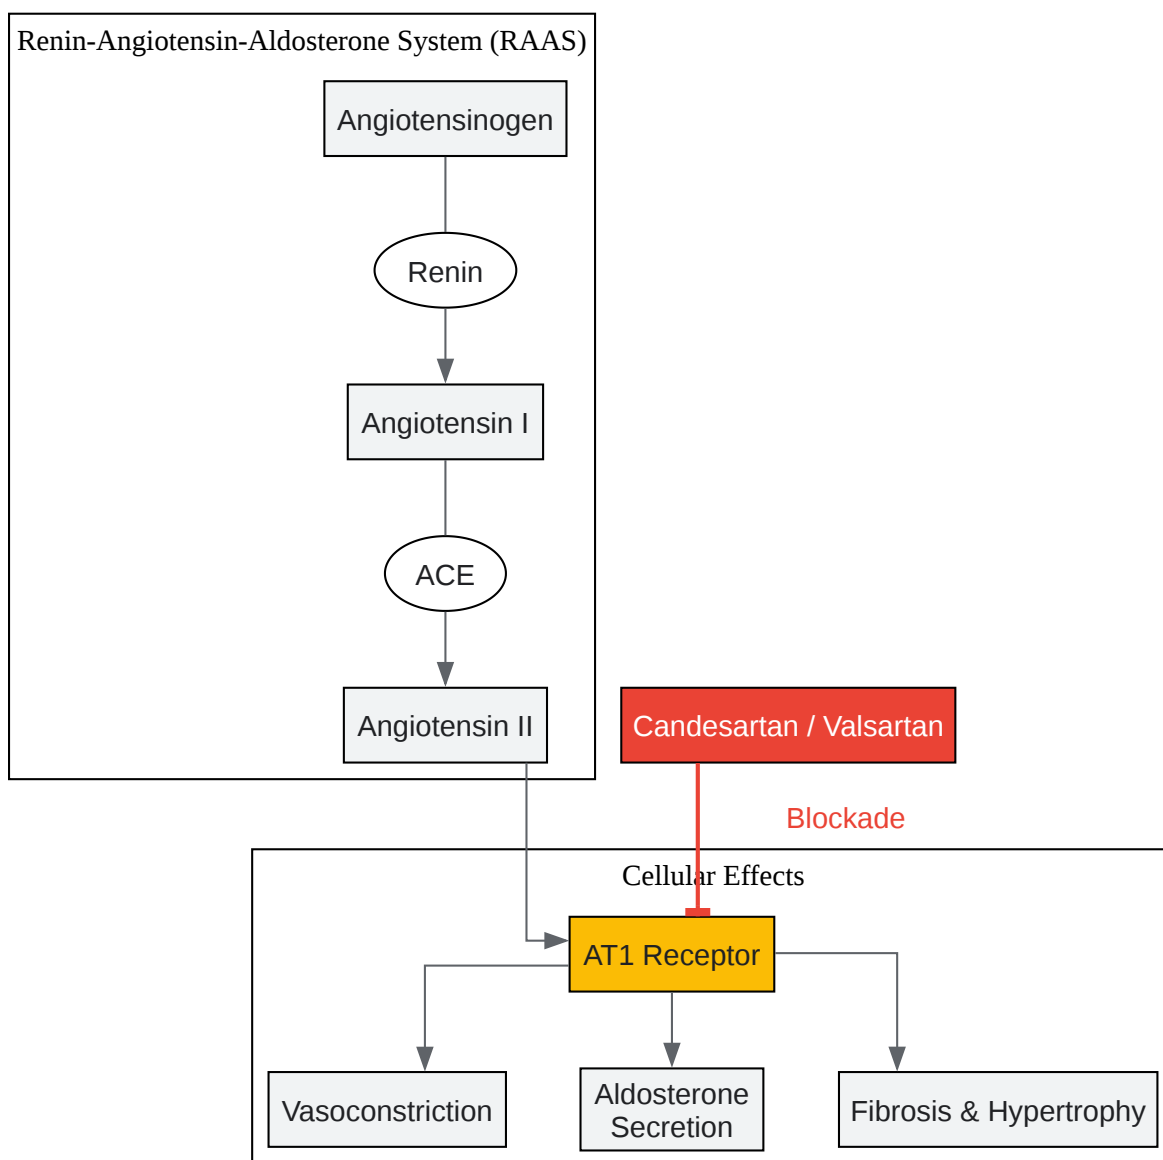 Renin-Angiotensin-Aldosterone System (RAAS)
Angiotensinogen
Renin
Angiotensin I
ACE
Angiotensin II
Candesartan / Valsartan
Blockade
Cellular Effects
AT1 Receptor
Vasoconstriction
Aldosterone
Secretion
Fibrosis & Hypertrophy